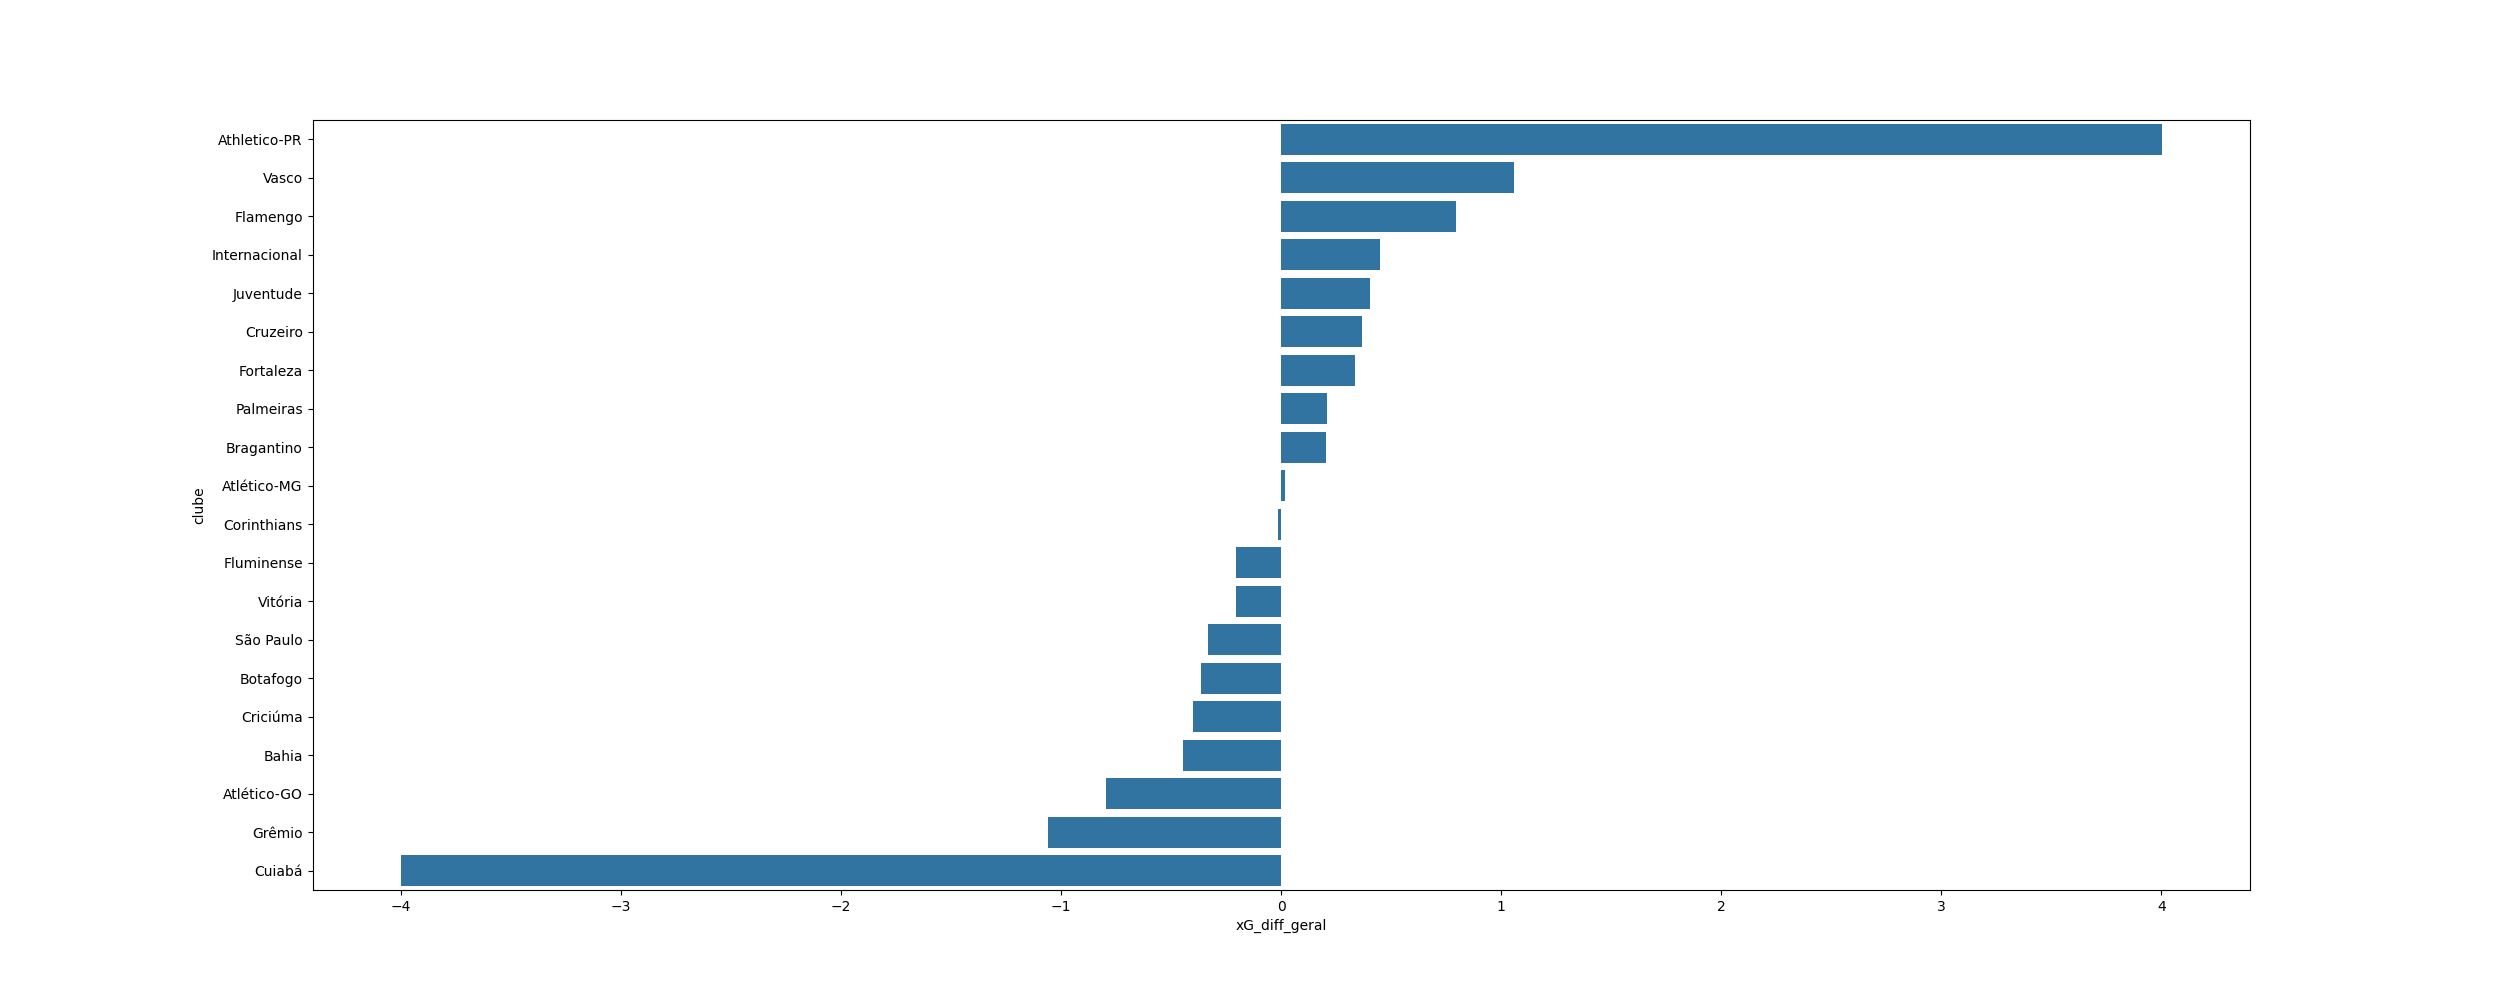 Athletico-PR
Vasco
Flamengo
Internacional
Juventude
Cruzeiro
Fortaleza
Palmeiras
Bragantino
Atlético-MG
Corinthians
Fluminense
Vitória
São Paulo
Botafogo
Criciúma
Bahia
Atlético-GO
Grêmio
Cuiabá
clube
−4 −3 −2 −1 0 1 2 3 4
xG_diff_geral